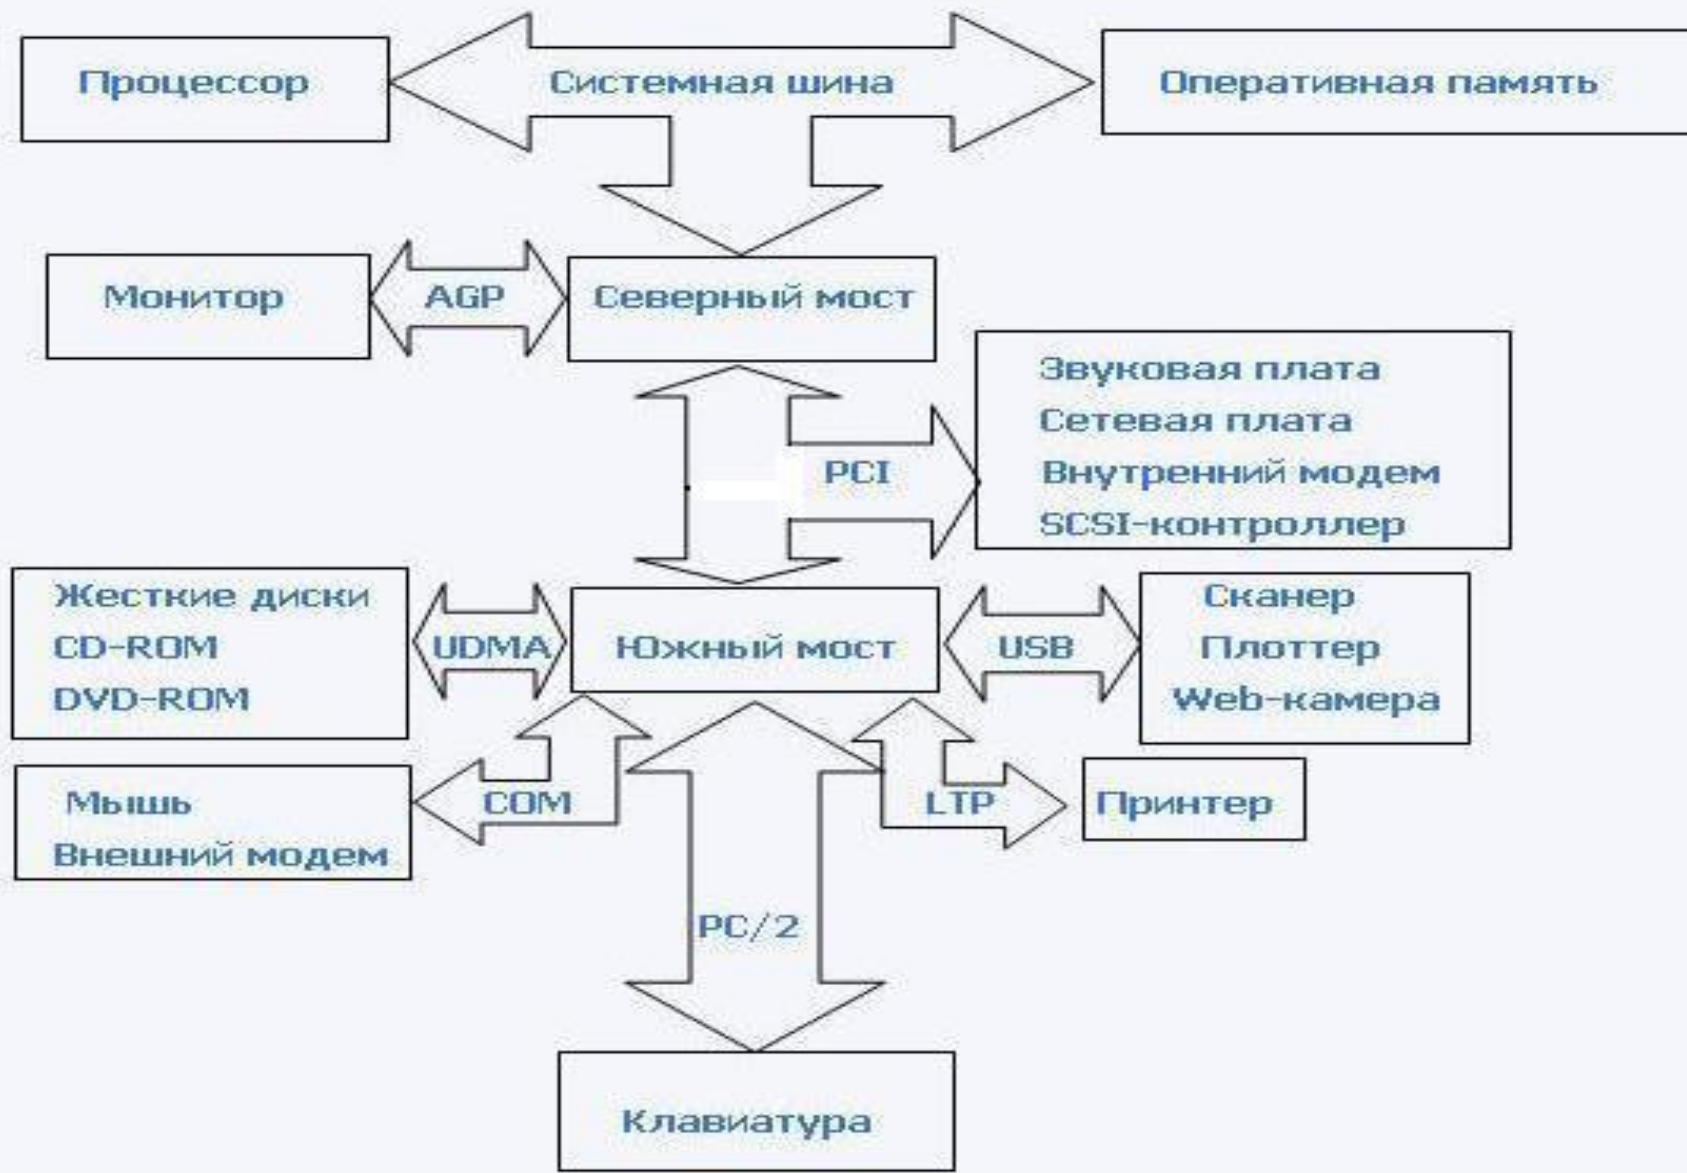 Процессор
Системная шина
Оперативная память
Монитор
AGP
Северный мост
Звуковая плата
Сетевая плата
Внутренний модем
SCSI-контроллер
PCI
Жесткие диски
CD-ROM
DVD-ROM
UDMA
Южный мост
USB
Сканер
Плоттер
Web-камера
Мышь
Внешний модем
COM
LTP
Принтер
PC/2
Клавиатура